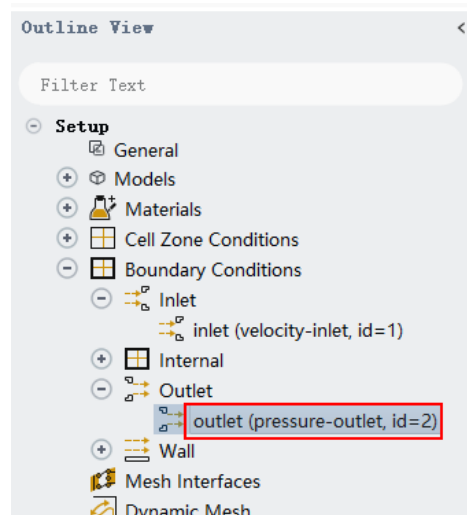 Outline View
<
Filter Text
Setup
General
Models
Materials
Cell Zone Conditions
Boundary Conditions
Inlet
inlet (velocity-inlet, id=1)
Internal
Outlet
outlet (pressure-outlet, id=2)
Wall
Mesh Interfaces
Dynamic Mesh